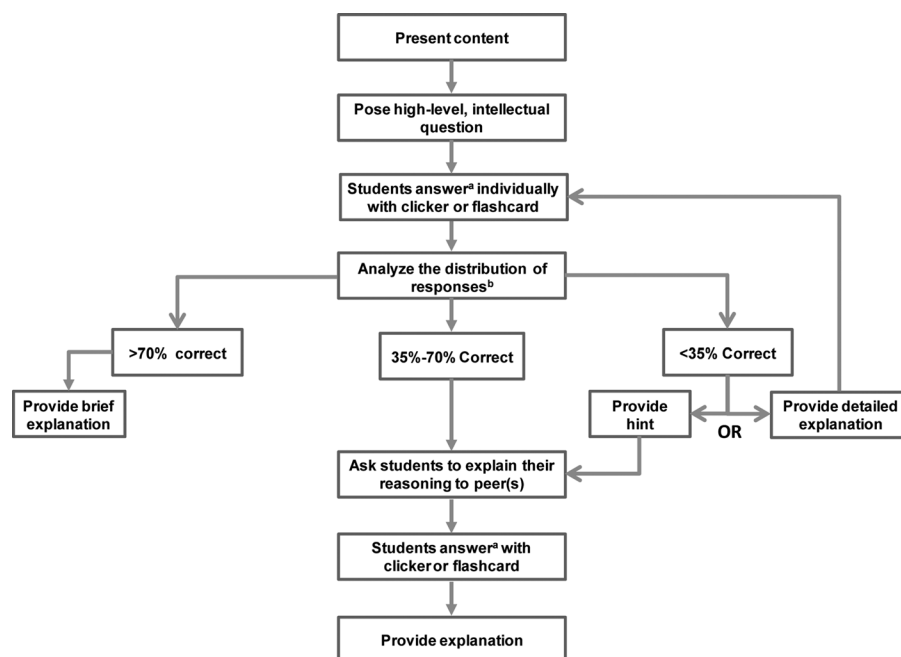 Present content
Pose high-level, intellectual
question
Students answerᵃ individually
with clicker or flashcard
Analyze the distribution of
responsesᵇ
>70% correct
35%-70% Correct
<35% Correct
Provide brief
explanation
Provide
hint
OR
Provide detailed
explanation
Ask students to explain their
reasoning to peer(s)
Students answerᵃ with
clicker or flashcard
Provide explanation